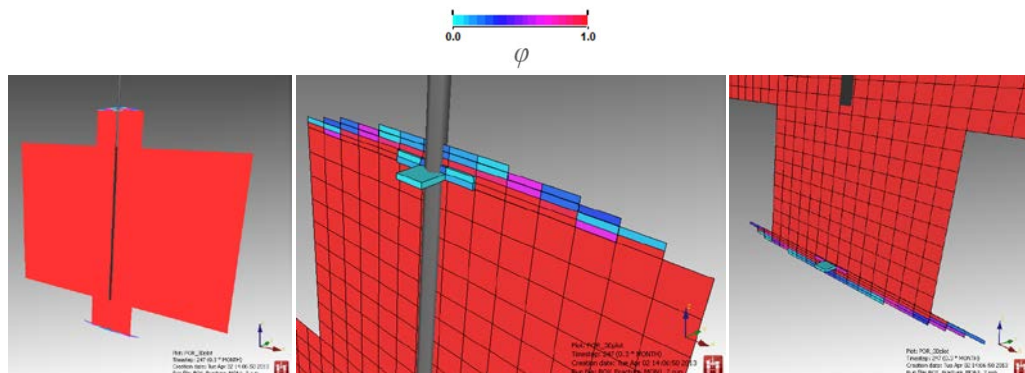 0.0 1.0
φ
Plot: POR_3Dplot
Timestep: 247 (0.3 * MONTH)
Creation date: Tue Apr 02 14:06:50 2013
Plot: POR_3Dplot
Timestep: 247 (0.3 * MONTH)
Creation date: Tue Apr 02 14:06:50 2013
Plot: POR_3Dplot
Timestep: 247 (0.3 * MONTH)
Creation date: Tue Apr 02 14:06:50 2013